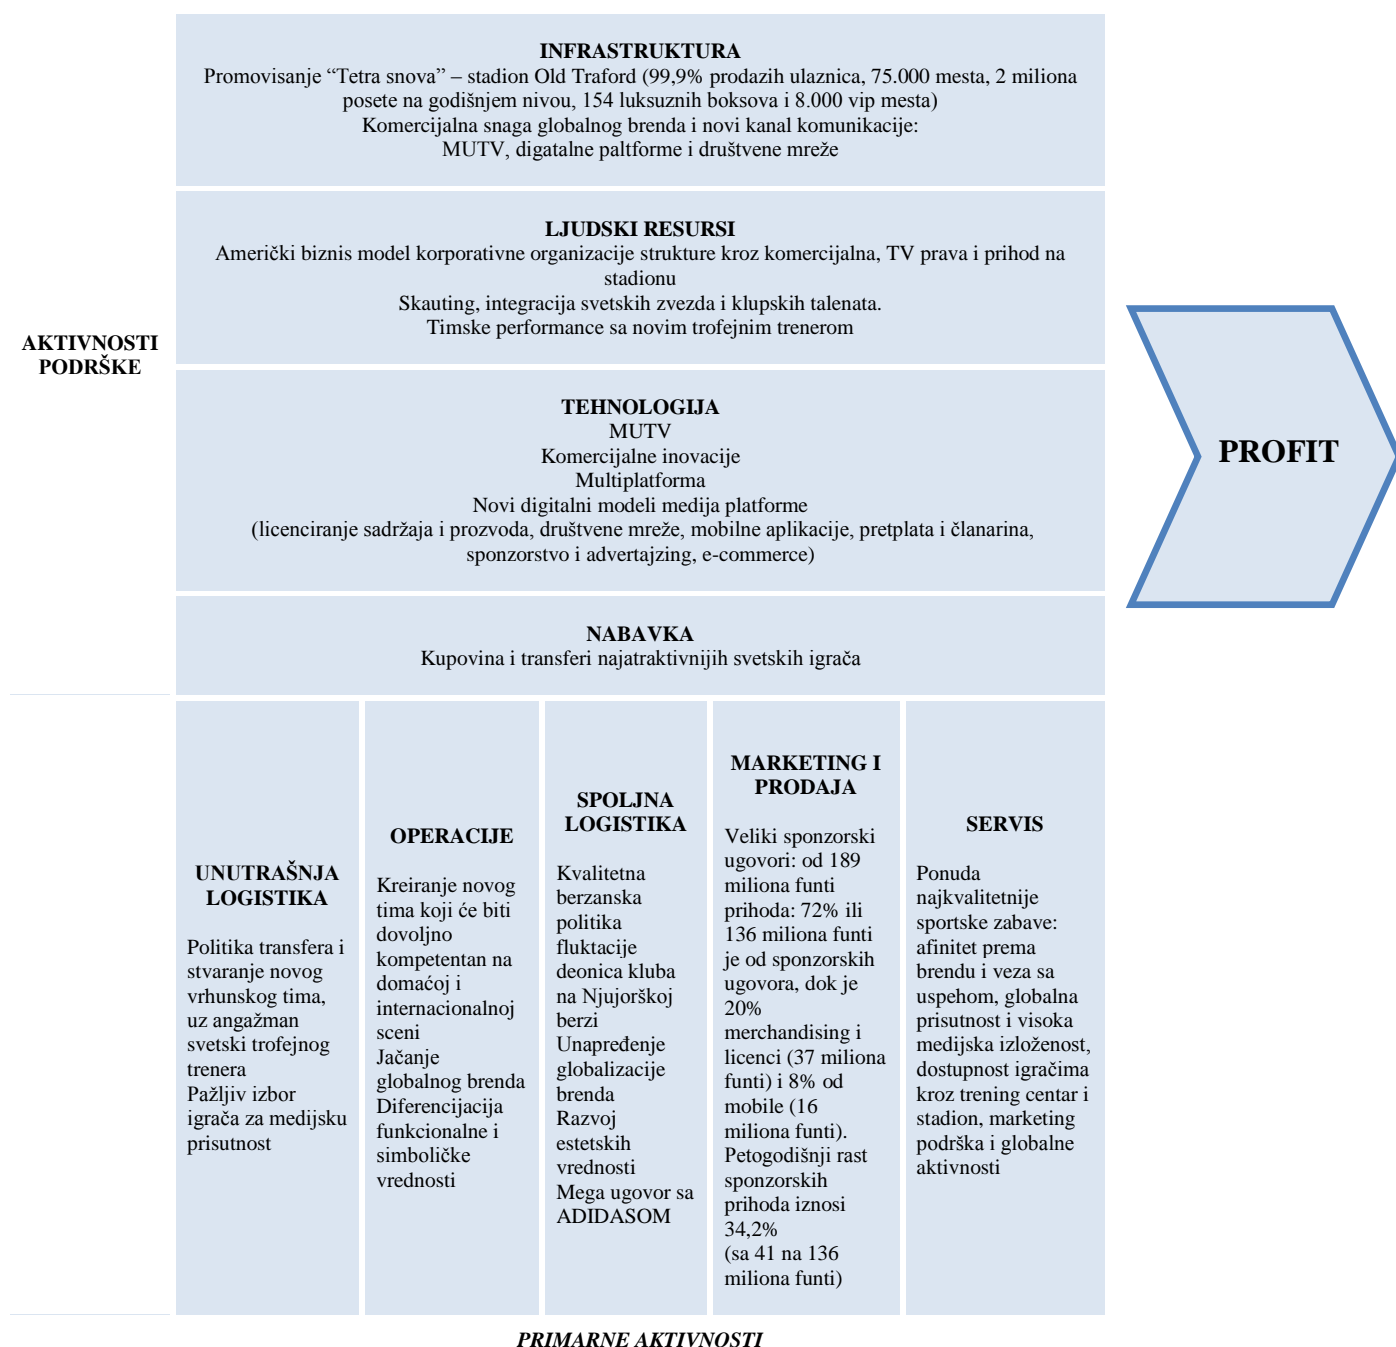 INFRASTRUKTURA
Promovisanje “Tetra snova” – stadion Old Traford (99,9% prodazih ulaznica, 75.000 mesta, 2 miliona
posete na godišnjem nivou, 154 luksuznih boksova i 8.000 vip mesta)
Komercijalna snaga globalnog brenda i novi kanal komunikacije:
MUTV, digatalne paltforme i društvene mreže
LJUDSKI RESURSI
Američki biznis model korporativne organizacije strukture kroz komercijalna, TV prava i prihod na
stadionu
Skauting, integracija svetskih zvezda i klupskih talenata.
Timske performance sa novim trofejnim trenerom
AKTIVNOSTI
PODRŠKE
TEHNOLOGIJA
MUTV
Komercijalne inovacije
Multiplatforma
Novi digitalni modeli medija platforme
(licenciranje sadržaja i prozvoda, društvene mreže, mobilne aplikacije, pretplata i članarina,
sponzorstvo i advertajzing, e-commerce)
PROFIT
NABAVKA
Kupovina i transferi najatraktivnijih svetskih igrača
UNUTRAŠNJA
LOGISTIKA
Politika transfera i
stvaranje novog
vrhunskog tima,
uz angažman
svetski trofejnog
trenera
Pažljiv izbor
igrača za medijsku
prisutnost
OPERACIJE
Kreiranje novog
tima koji će biti
dovoljno
kompetentan na
domaćoj i
internacionalnoj
sceni
Jačanje
globalnog brenda
Diferencijacija
funkcionalne i
simboličke
vrednosti
SPOLJNA
LOGISTIKA
Kvalitetna
berzanska
politika
fluktacije
deonica kluba
na Njujorškoj
berzi
Unapređenje
globalizacije
brenda
Razvoj
estetskih
vrednosti
Mega ugovor sa
ADIDASOM
MARKETING I
PRODAJA
Veliki sponzorski
ugovori: od 189
miliona funti
prihoda: 72% ili
136 miliona funti
je od sponzorskih
ugovora, dok je
20%
merchandising i
licenci (37 miliona
funti) i 8% od
mobile (16
miliona funti).
Petogodišnji rast
sponzorskih
prihoda iznosi
34,2%
(sa 41 na 136
miliona funti)
SERVIS
Ponuda
najkvalitetnije
sportske zabave:
afinitet prema
brendu i veza sa
uspehom, globalna
prisutnost i visoka
medijska izloženost,
dostupnost igračima
kroz trening centar i
stadion, marketing
podrška i globalne
aktivnosti
PRIMARNE AKTIVNOSTI